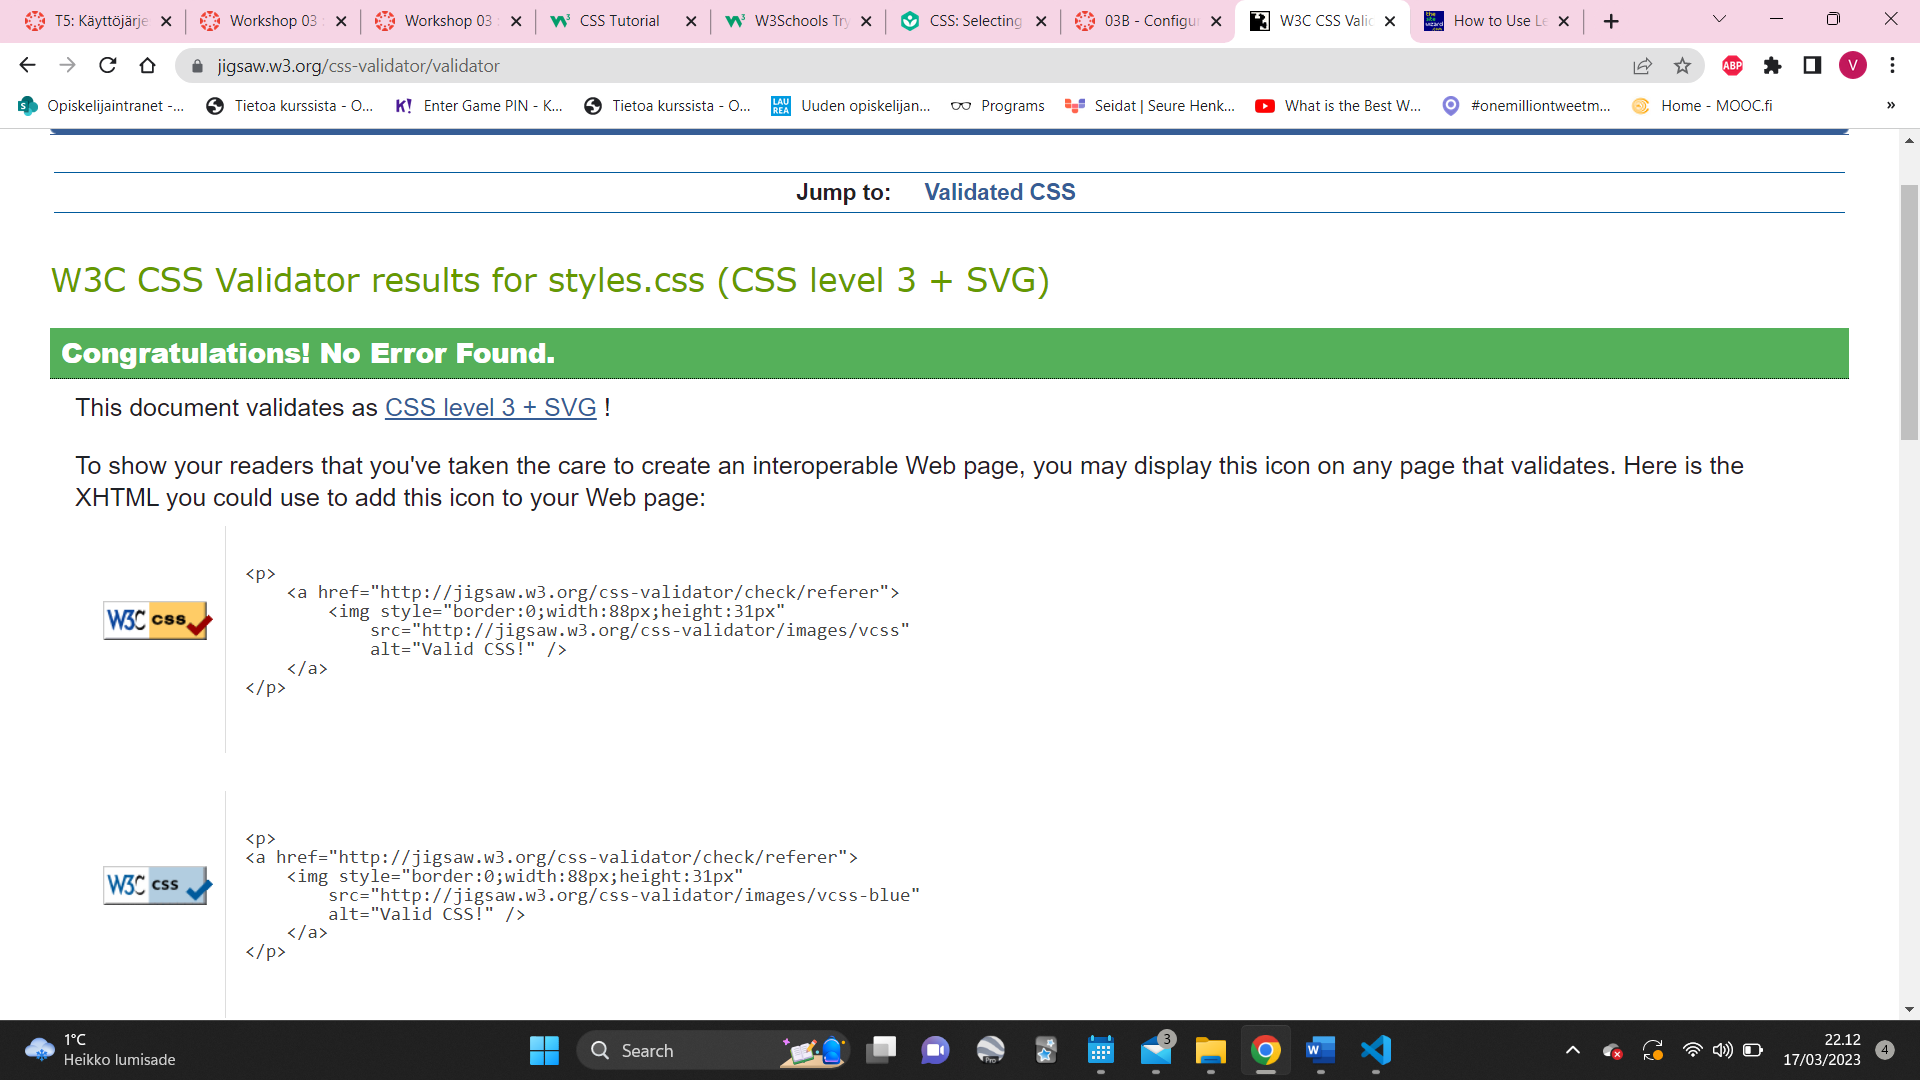 T5: Käyttöjärje
Workshop 03 :
Workshop 03 :
CSS Tutorial
W3Schools Try
CSS: Selecting
03B - Configur
W3C CSS Valid
How to Use Le
jigsaw.w3.org/css-validator/validator
ABP
V
Opiskelijaintranet -...
Tietoa kurssista - O...
K!
Enter Game PIN - K...
Tietoa kurssista - O...
LAU
REA
Uuden opiskelijan...
Programs
Seidat | Seure Henk...
What is the Best W...
#onemilliontweetm...
Home - MOOC.fi
»
Jump to: Validated CSS
W3C CSS Validator results for styles.css (CSS level 3 + SVG)
Congratulations! No Error Found.
This document validates as CSS level 3 + SVG !
To show your readers that you've taken the care to create an interoperable Web page, you may display this icon on any page that validates. Here is the
XHTML you could use to add this icon to your Web page:
<p>
<a href="http://jigsaw.w3.org/css-validator/check/referer">
<img style="border:0;width:88px;height:31px"
W3C css
src="http://jigsaw.w3.org/css-validator/images/vcss"
alt="Valid CSS!" />
</a>
</p>
<p>
<a href="http://jigsaw.w3.org/css-validator/check/referer">
<img style="border:0;width:88px;height:31px"
W3C css
src="http://jigsaw.w3.org/css-validator/images/vcss-blue"
alt="Valid CSS!" />
</a>
</p>
1°C
Heikko lumisade
Search
Pro
3
W
22.12
17/03/2023
4